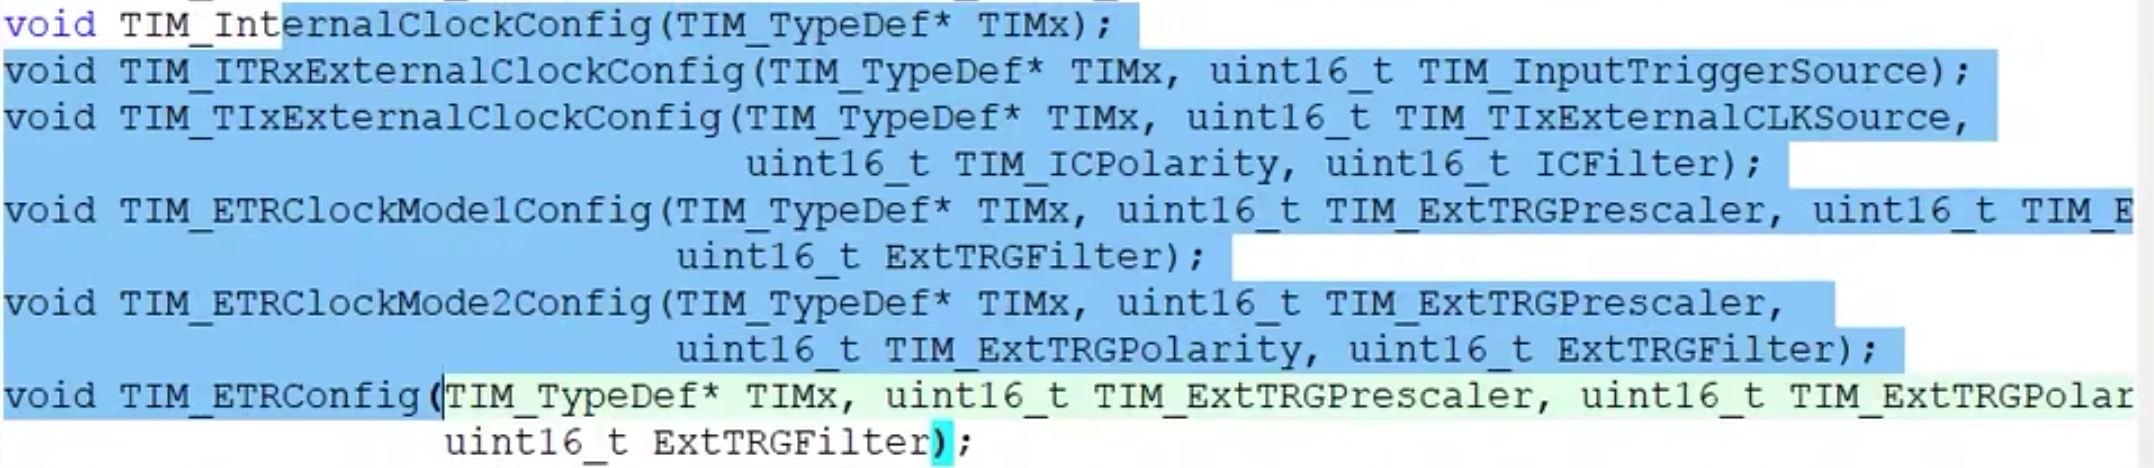 void TIM_InternalClockConfig(TIM_TypeDef* TIMx);
void TIM_ITRxExternalClockConfig(TIM_TypeDef* TIMx, uint16_t TIM_InputTriggerSource);
void TIM_TIxExternalClockConfig(TIM_TypeDef* TIMx, uint16_t TIM_TIxExternalCLKSource,
uint16_t TIM_ICPolarity, uint16_t ICFilter);
void TIM_ETRClockMode1Config(TIM_TypeDef* TIMx, uint16_t TIM_ExtTRGPrescaler, uint16_t TIM_E
uint16_t ExtTRGFilter);
void TIM_ETRClockMode2Config(TIM_TypeDef* TIMx, uint16_t TIM_ExtTRGPrescaler,
uint16_t TIM_ExtTRGPolarity, uint16_t ExtTRGFilter);
void TIM_ETRConfig(TIM_TypeDef* TIMx, uint16_t TIM_ExtTRGPrescaler, uint16_t TIM_ExtTRGPolar
uint16_t ExtTRGFilter);